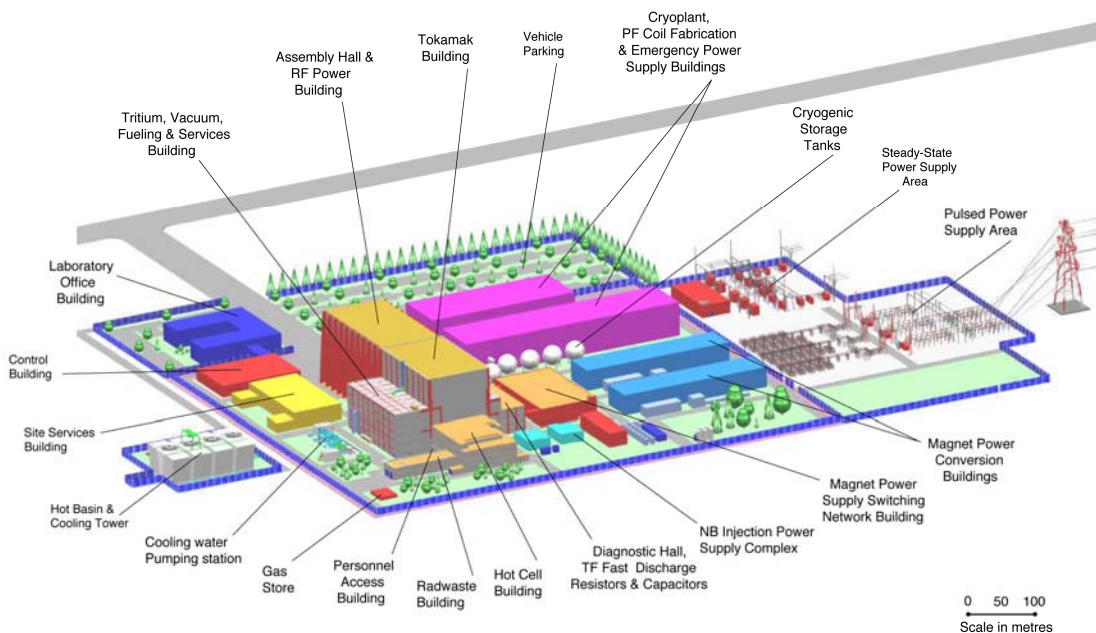 Cryoplant,
PF Coil Fabrication
& Emergency Power
Supply Buildings
Tokamak
Building
Vehicle
Parking
Assembly Hall &
RF Power
Building
Tritium, Vacuum,
Fueling & Services
Building
Cryogenic
Storage
Tanks
Steady-State
Power Supply
Area
Pulsed Power
Supply Area
Laboratory
Office
Building
Control
Building
Site Services
Building
Hot Basin &
Cooling Tower
Cooling water
Pumping station
Gas
Store
Personnel
Access
Building
Radwaste
Building
Hot Cell
Building
Diagnostic Hall,
TF Fast Discharge
Resistors & Capacitors
NB Injection Power
Supply Complex
Magnet Power
Supply Switching
Network Building
Magnet
Conversion
Buildings
0 50 100
Scale in metres